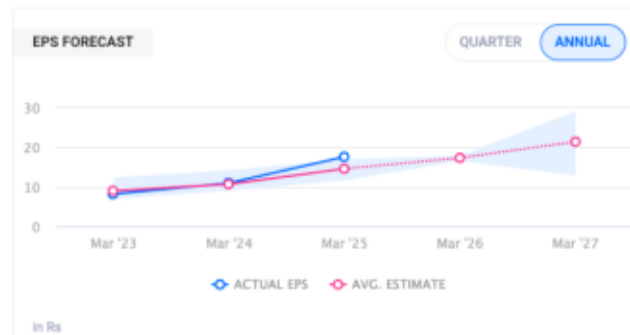 EPS FORECAST
QUARTER ANNUAL
30
20
10
0
Mar '23 Mar '24 Mar '25 Mar '26 Mar '27
ACTUAL EPS AVG. ESTIMATE
in Rs